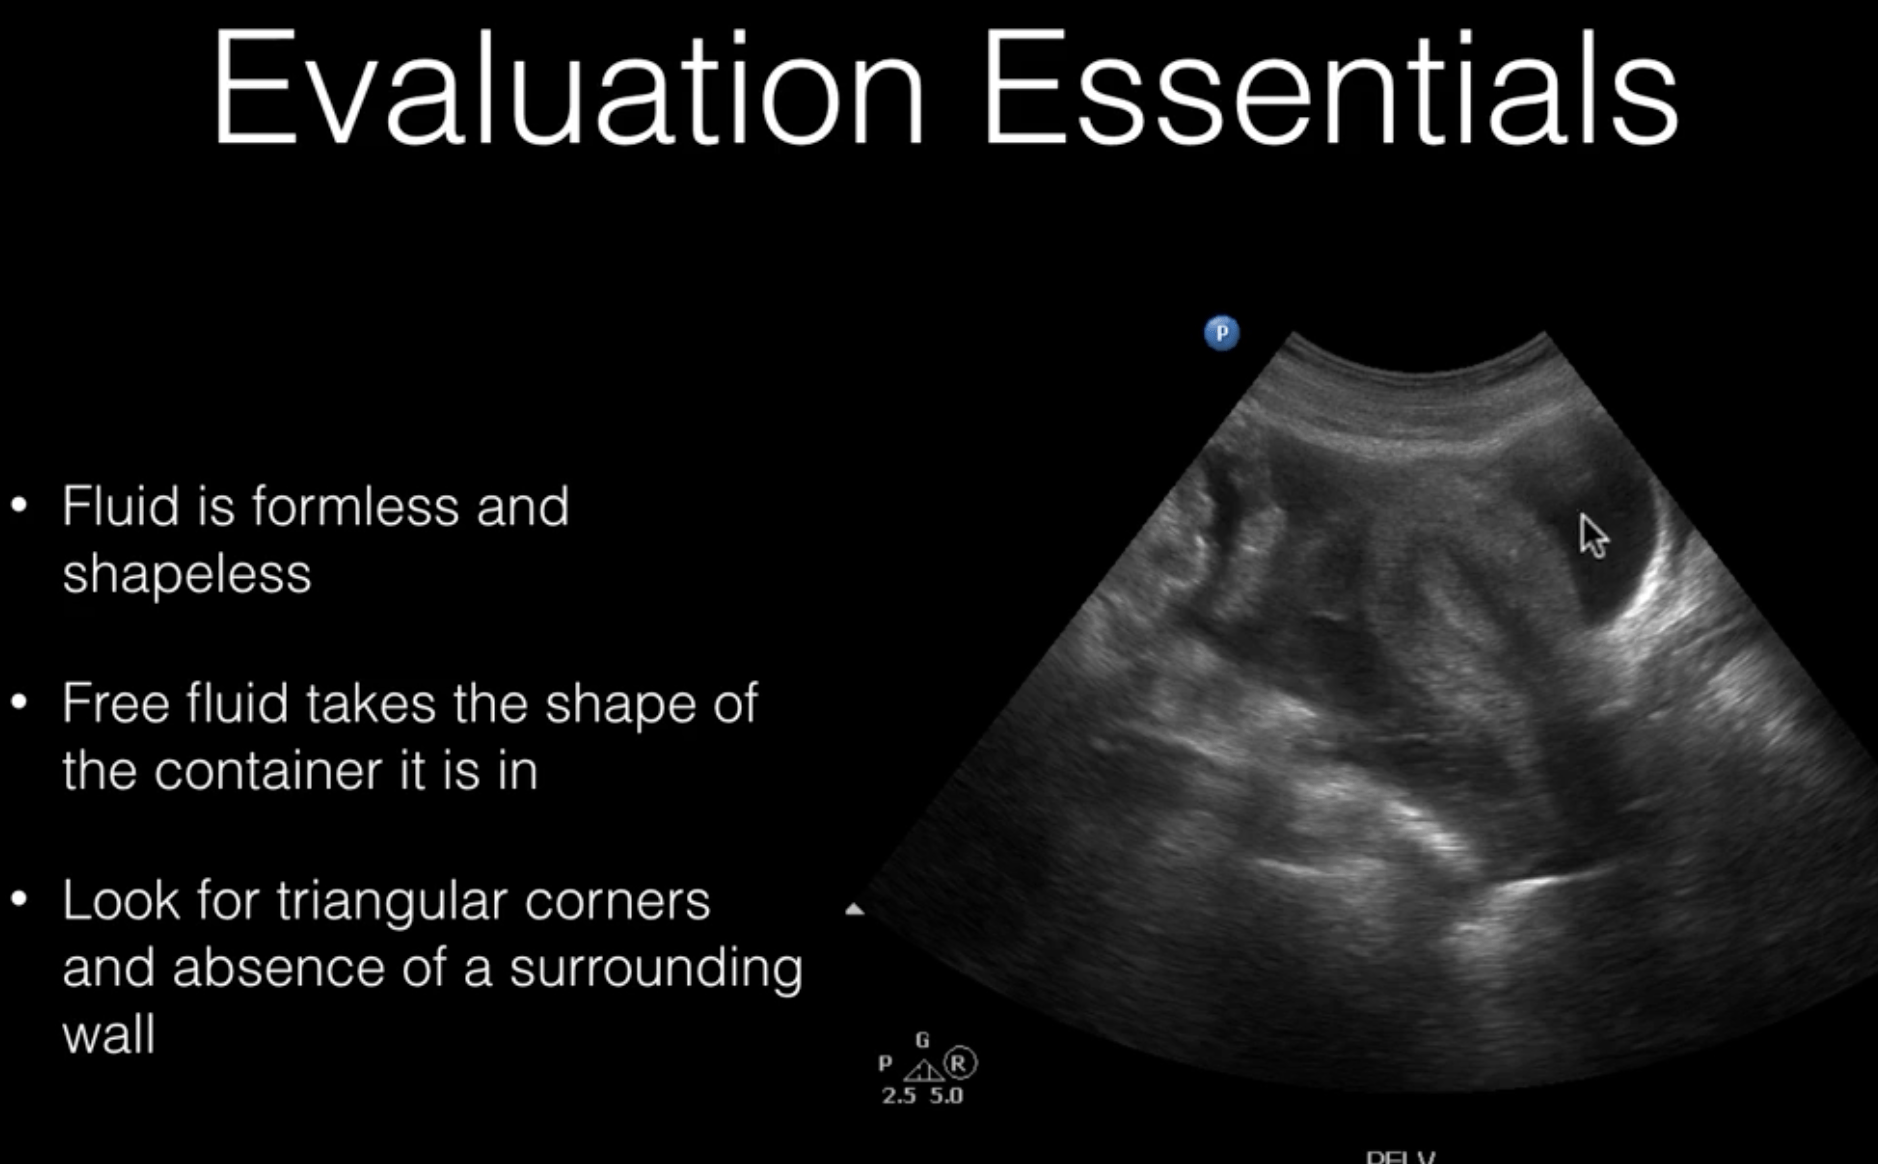 Evaluation Essentials
• Fluid is formless and
shapeless
• Free fluid takes the shape of
the container it is in
• Look for triangular corners
and absence of a surrounding
wall
P
G
P R
2.5 5.0
PELV